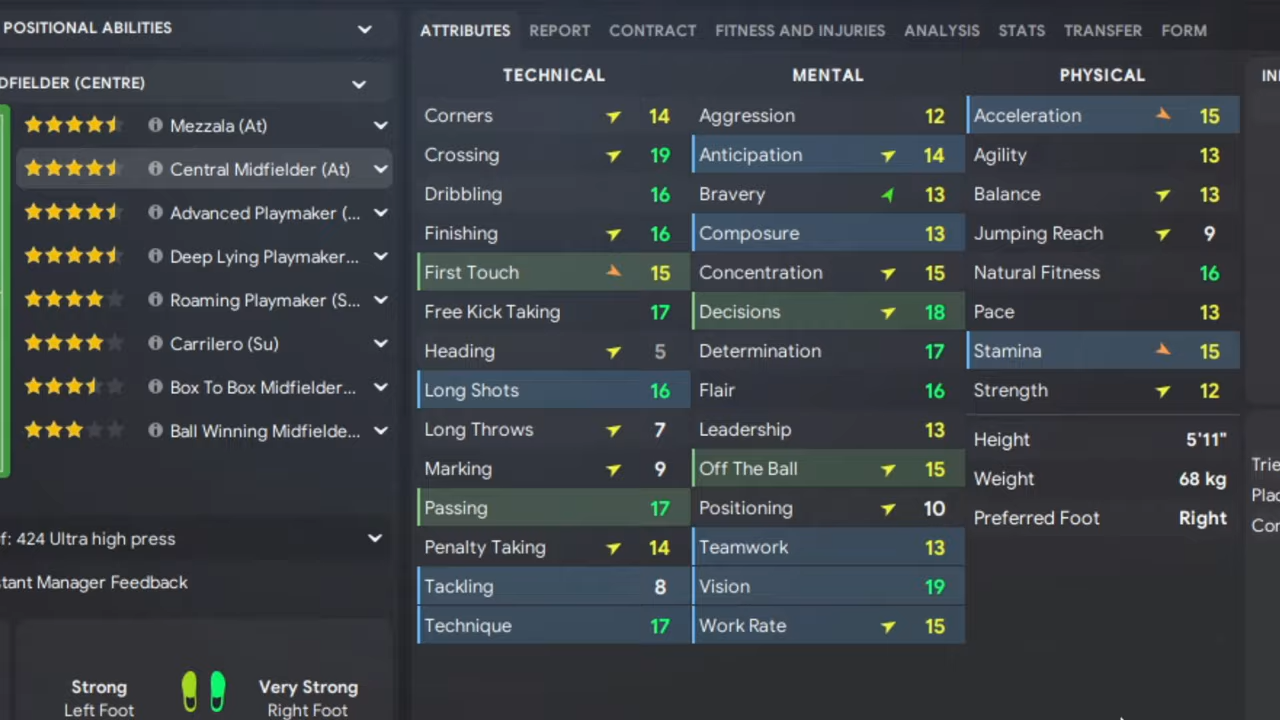 POSITIONAL ABILITIES
DFIELDER (CENTRE)
Mezzala (At)
Central Midfielder (At)
Advanced Playmaker (...
Deep Lying Playmaker...
Roaming Playmaker (S...
Carrilero (Su)
Box To Box Midfielder...
Ball Winning Midfielde...
f: 424 Ultra high press
stant Manager Feedback
Strong Very Strong
Left Foot Right Foot
ATTRIBUTES REPORT CONTRACT FITNESS AND INJURIES ANALYSIS STATS TRANSFER FORM
TECHNICAL
Corners 14
Crossing 19
Dribbling 16
Finishing 16
First Touch 15
Free Kick Taking 17
Heading 5
Long Shots 16
Long Throws 7
Marking 9
Passing 17
Penalty Taking 14
Tackling 8
Technique 17
MENTAL
Aggression 12
Anticipation 14
Bravery 13
Composure 13
Concentration 15
Decisions 18
Determination 17
Flair 16
Leadership 13
Off The Ball 15
Positioning 10
Teamwork 13
Vision 19
Work Rate 15
PHYSICAL
Acceleration 15
Agility 13
Balance 13
Jumping Reach 9
Natural Fitness 16
Pace 13
Stamina 15
Strength 12
Height 5'11"
Weight 68 kg
Preferred Foot Right
IN
Trie
Plac
Cor